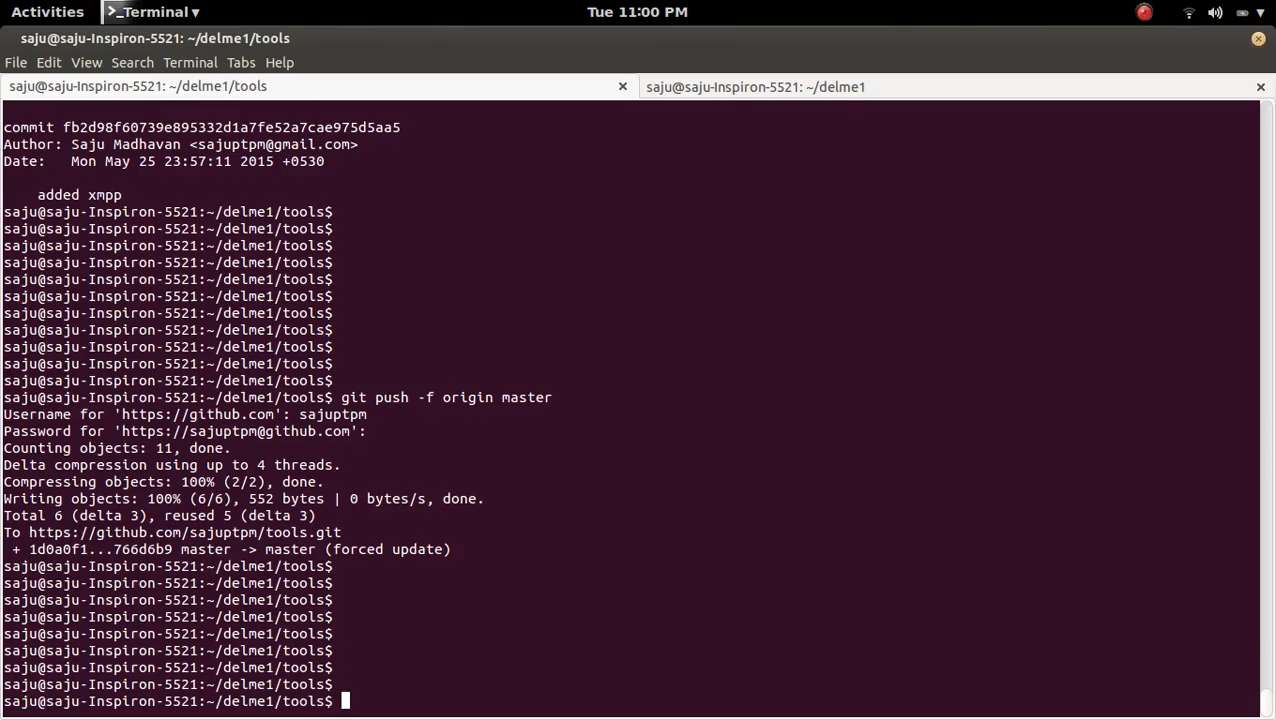 Activities >_Terminal ▾ Tue 11:00 PM
saju@saju-Inspiron-5521: ~/delme1/tools
File Edit View Search Terminal Tabs Help
saju@saju-Inspiron-5521: ~/delme1/tools × saju@saju-Inspiron-5521: ~/delme1 ×
commit fb2d98f60739e895332d1a7fe52a7cae975d5aa5
Author: Saju Madhavan <sajuptpm@gmail.com>
Date:   Mon May 25 23:57:11 2015 +0530
    added xmpp
saju@saju-Inspiron-5521:~/delme1/tools$
saju@saju-Inspiron-5521:~/delme1/tools$
saju@saju-Inspiron-5521:~/delme1/tools$
saju@saju-Inspiron-5521:~/delme1/tools$
saju@saju-Inspiron-5521:~/delme1/tools$
saju@saju-Inspiron-5521:~/delme1/tools$
saju@saju-Inspiron-5521:~/delme1/tools$
saju@saju-Inspiron-5521:~/delme1/tools$
saju@saju-Inspiron-5521:~/delme1/tools$
saju@saju-Inspiron-5521:~/delme1/tools$
saju@saju-Inspiron-5521:~/delme1/tools$
saju@saju-Inspiron-5521:~/delme1/tools$ git push -f origin master
Username for 'https://github.com': sajuptpm
Password for 'https://sajuptpm@github.com':
Counting objects: 11, done.
Delta compression using up to 4 threads.
Compressing objects: 100% (2/2), done.
Writing objects: 100% (6/6), 552 bytes | 0 bytes/s, done.
Total 6 (delta 3), reused 5 (delta 3)
To https://github.com/sajuptpm/tools.git
 + 1d0a0f1...766d6b9 master -> master (forced update)
saju@saju-Inspiron-5521:~/delme1/tools$
saju@saju-Inspiron-5521:~/delme1/tools$
saju@saju-Inspiron-5521:~/delme1/tools$
saju@saju-Inspiron-5521:~/delme1/tools$
saju@saju-Inspiron-5521:~/delme1/tools$
saju@saju-Inspiron-5521:~/delme1/tools$
saju@saju-Inspiron-5521:~/delme1/tools$
saju@saju-Inspiron-5521:~/delme1/tools$
saju@saju-Inspiron-5521:~/delme1/tools$